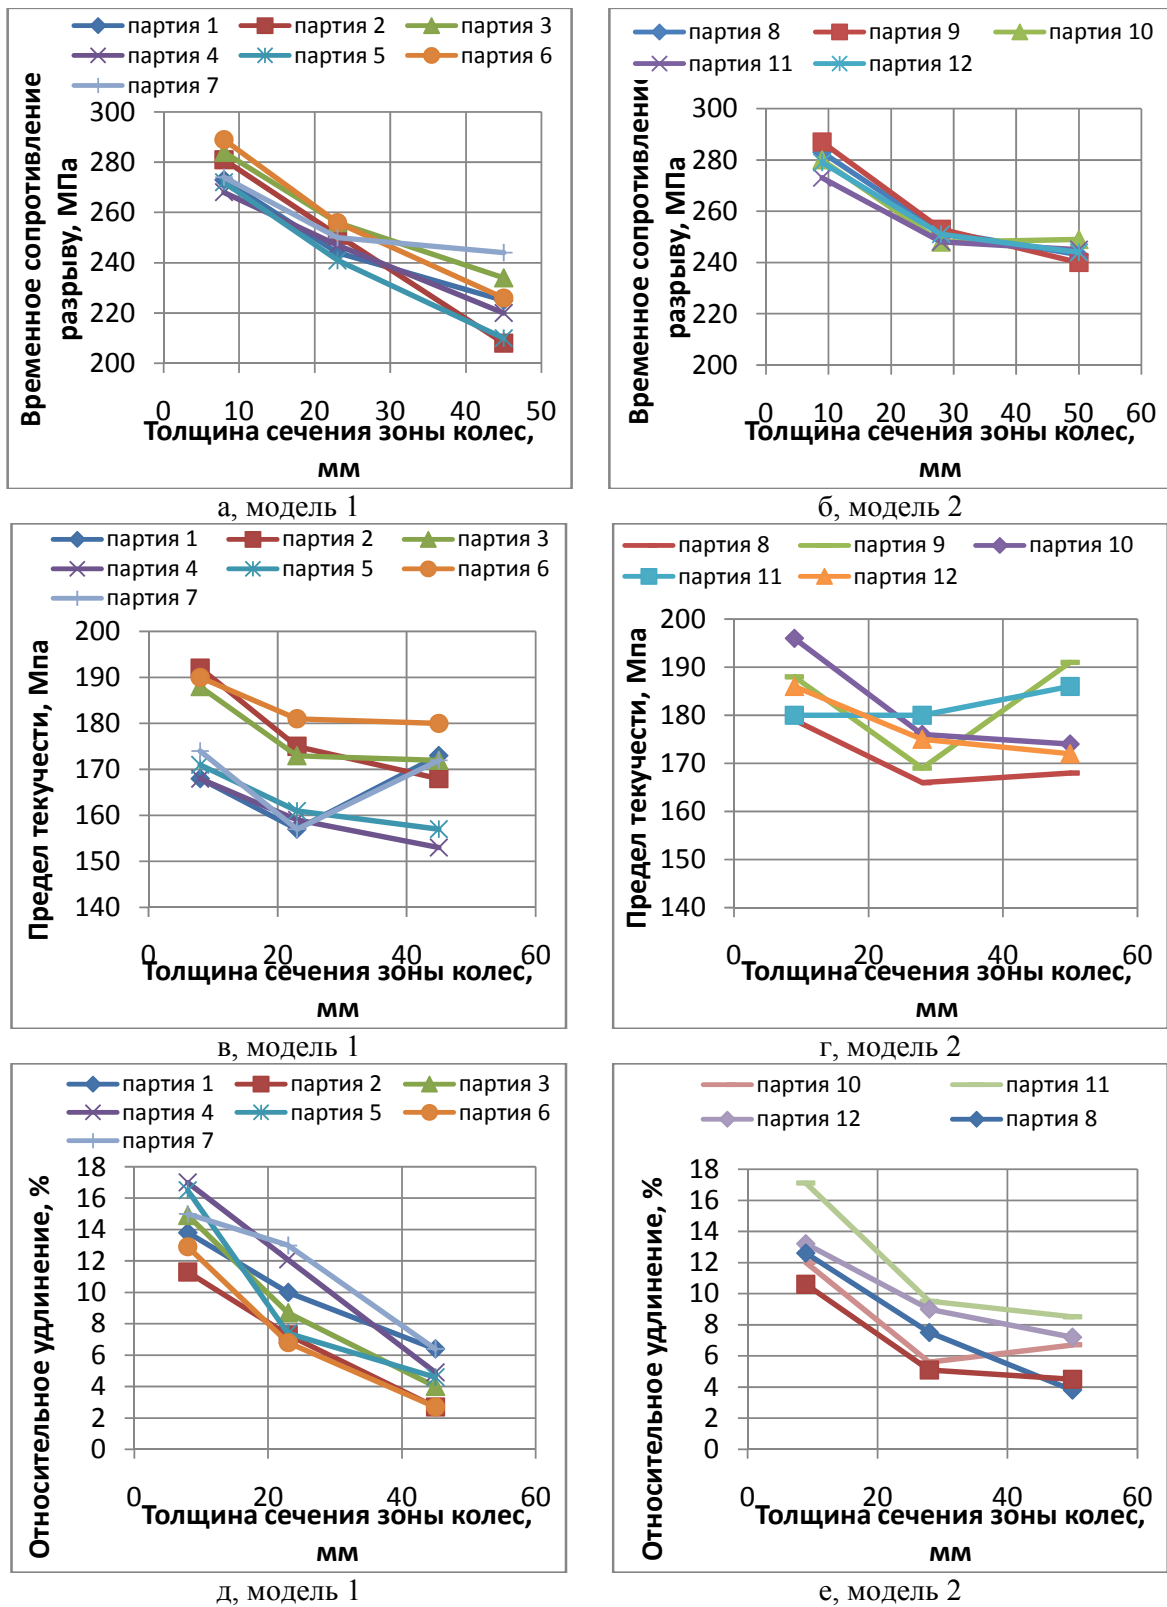 партия 1 партия 2 партия 3
партия 4 партия 5 партия 6
партия 7
Временное сопротивление
разрыву, МПа
300
280
260
240
220
200
0 10 20 30 40 50
Толщина сечения зоны колес,
мм
а, модель 1
партия 8 партия 9 партия 10
партия 11 партия 12
Временное сопротивление
разрыву, МПа
300
280
260
240
220
200
0 10 20 30 40 50 60
Толщина сечения зоны колес,
мм
б, модель 2
партия 1 партия 2 партия 3
партия 4 партия 5 партия 6
партия 7
Предел текучести, Мпа
200
190
180
170
160
150
140
0 20 40 60
Толщина сечения зоны колес,
мм
в, модель 1
партия 8 партия 9 партия 10
партия 11 партия 12
Предел текучести, Мпа
200
190
180
170
160
150
140
0 20 40 60
Толщина сечения зоны колес,
мм
г, модель 2
партия 1 партия 2 партия 3
партия 4 партия 5 партия 6
партия 7
Относительное удлинение, %
18
16
14
12
10
8
6
4
2
0
0 20 40 60
Толщина сечения зоны колес,
мм
д, модель 1
партия 10 партия 11
партия 12 партия 8
Относительное удлинение, %
18
16
14
12
10
8
6
4
2
0
0 20 40 60
Толщина сечения зоны колес,
мм
е, модель 2